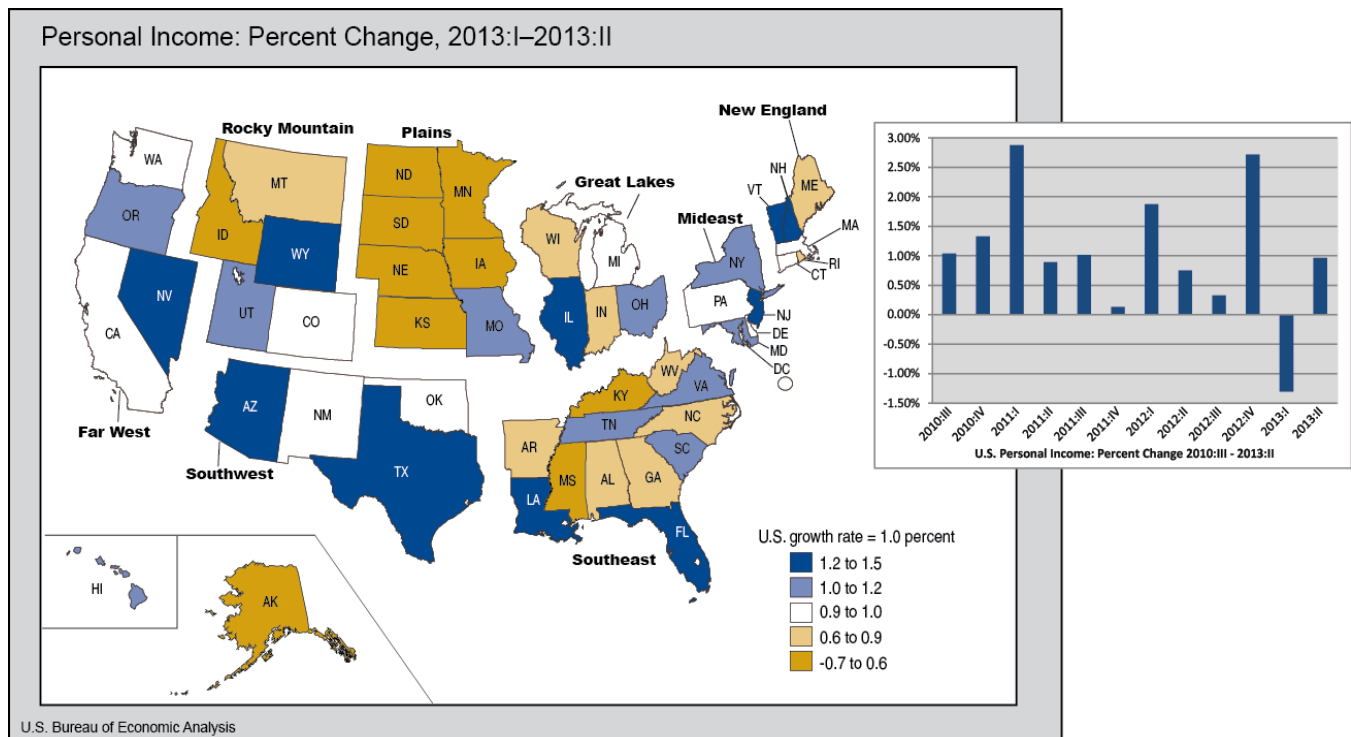 Personal Income: Percent Change, 2013:I–2013:II
New England
Rocky Mountain
Plains
Great Lakes
Mideast
Far West
Southwest
Southeast
WA
OR
CA
NV
ID
MT
WY
UT
CO
AZ
NM
OK
TX
ND
SD
NE
KS
MN
IA
MO
WI
MI
IL
IN
OH
NY
PA
NJ
DE
MD
DC
VT
NH
ME
MA
RI
CT
WV
KY
VA
TN
NC
SC
AR
LA
MS
AL
GA
FL
HI
AK
U.S. growth rate = 1.0 percent
1.2 to 1.5
1.0 to 1.2
0.9 to 1.0
0.6 to 0.9
-0.7 to 0.6
U.S. Bureau of Economic Analysis
3.00%
2.50%
2.00%
1.50%
1.00%
0.50%
0.00%
-0.50%
-1.00%
-1.50%
2010:III
2010:IV
2011:I
2011:II
2011:III
2011:IV
2012:I
2012:II
2012:III
2012:IV
2013:I
2013:II
U.S. Personal Income: Percent Change 2010:III - 2013:II